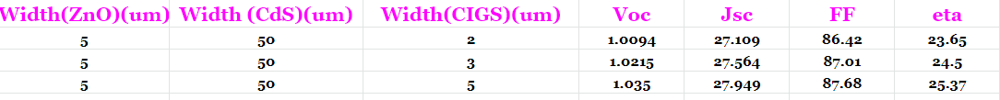 Width(ZnO)(um) Width (CdS)(um) Width(CIGS)(um) Voc Jsc FF eta
5 50 2 1.0094 27.109 86.42 23.65
5 50 3 1.0215 27.564 87.01 24.5
5 50 5 1.035 27.949 87.68 25.37